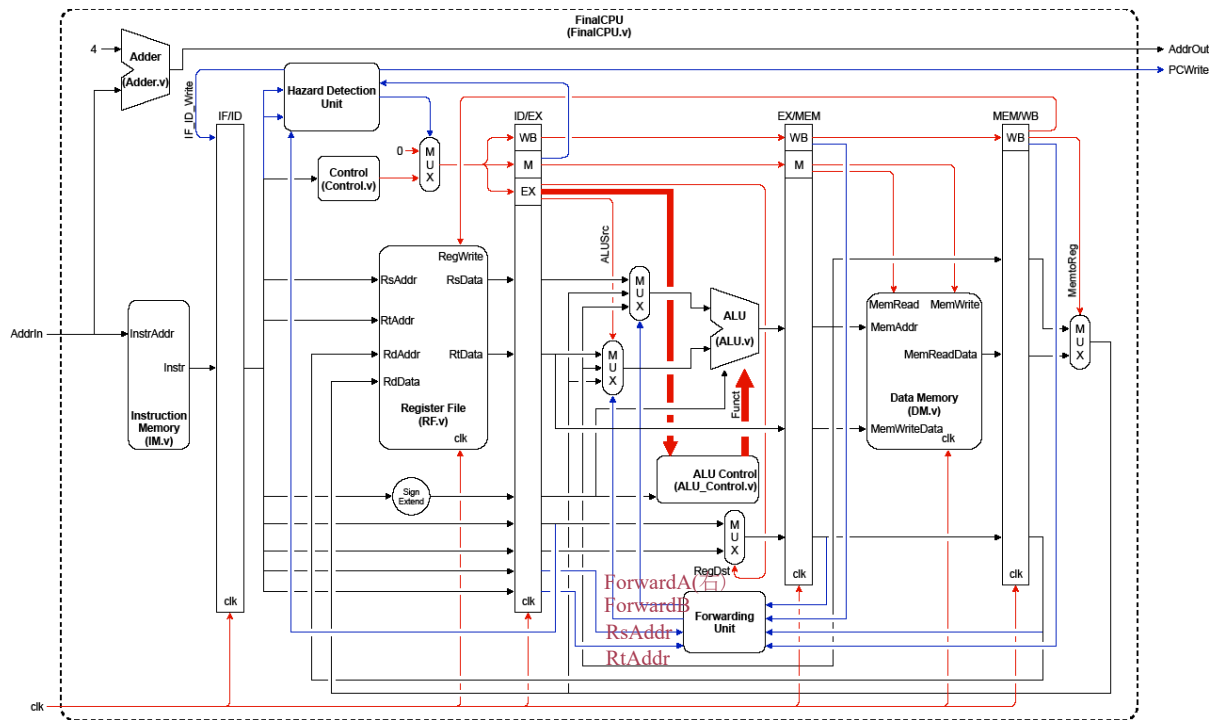 FinalCPU
(FinalCPU.v)
4
Adder
(Adder.v)
AddrOut
PCWrite
IF_ID_Write
Hazard Detection
Unit
IF/ID
ID/EX
EX/MEM
MEM/WB
WB
M
EX
WB
M
WB
0
M
U
X
Control
(Control.v)
ALUSrc
MemtoReg
RegWrite
RsAddr
RsData
RtAddr
RdAddr
RtData
RdData
Register File
(RF.v)
clk
M
U
X
M
U
X
ALU
(ALU.v)
Funct
MemRead
MemWrite
MemAddr
MemReadData
Data Memory
(DM.v)
MemWriteData
clk
M
U
X
AddrIn
InstrAddr
Instr
Instruction
Memory
(IM.v)
ALU Control
(ALU_Control.v)
Sign
Extend
M
U
X
RegDst
clk
clk
clk
clk
ForwardA(右)
ForwardB
RsAddr
RtAddr
Forwarding
Unit
clk